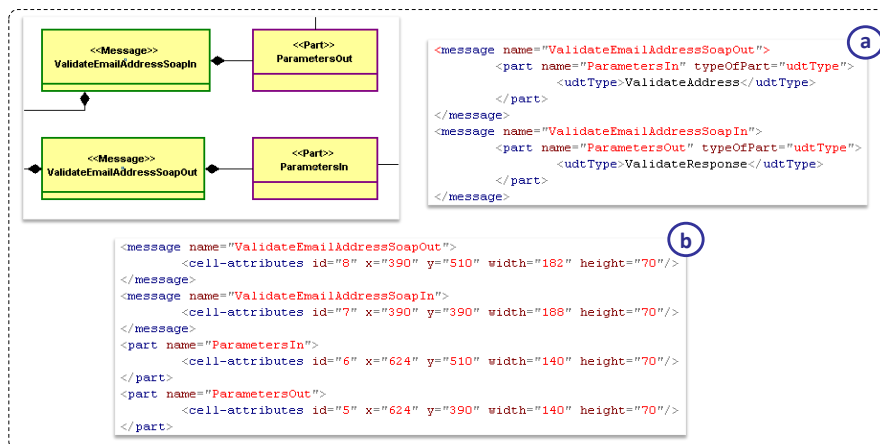 <<Message>>
ValidateEmailAddressSoapIn
<<Part>>
ParametersOut
<<Message>>
ValidateEmailAddressSoapOut
<<Part>>
ParametersIn
a
<message name="ValidateEmailAddressSoapOut">
<part name="ParametersIn" typeOfPart="udtType">
<udtType>ValidateAddress</udtType>
</part>
</message>
<message name="ValidateEmailAddressSoapIn">
<part name="ParametersOut" typeOfPart="udtType">
<udtType>ValidateResponse</udtType>
</part>
</message>
b
<message name="ValidateEmailAddressSoapOut">
<cell-attributes id="8" x="390" y="510" width="182" height="70"/>
</message>
<message name="ValidateEmailAddressSoapIn">
<cell-attributes id="7" x="390" y="390" width="188" height="70"/>
</message>
<part name="ParametersIn">
<cell-attributes id="6" x="624" y="510" width="140" height="70"/>
</part>
<part name="ParametersOut">
<cell-attributes id="5" x="624" y="390" width="140" height="70"/>
</part>